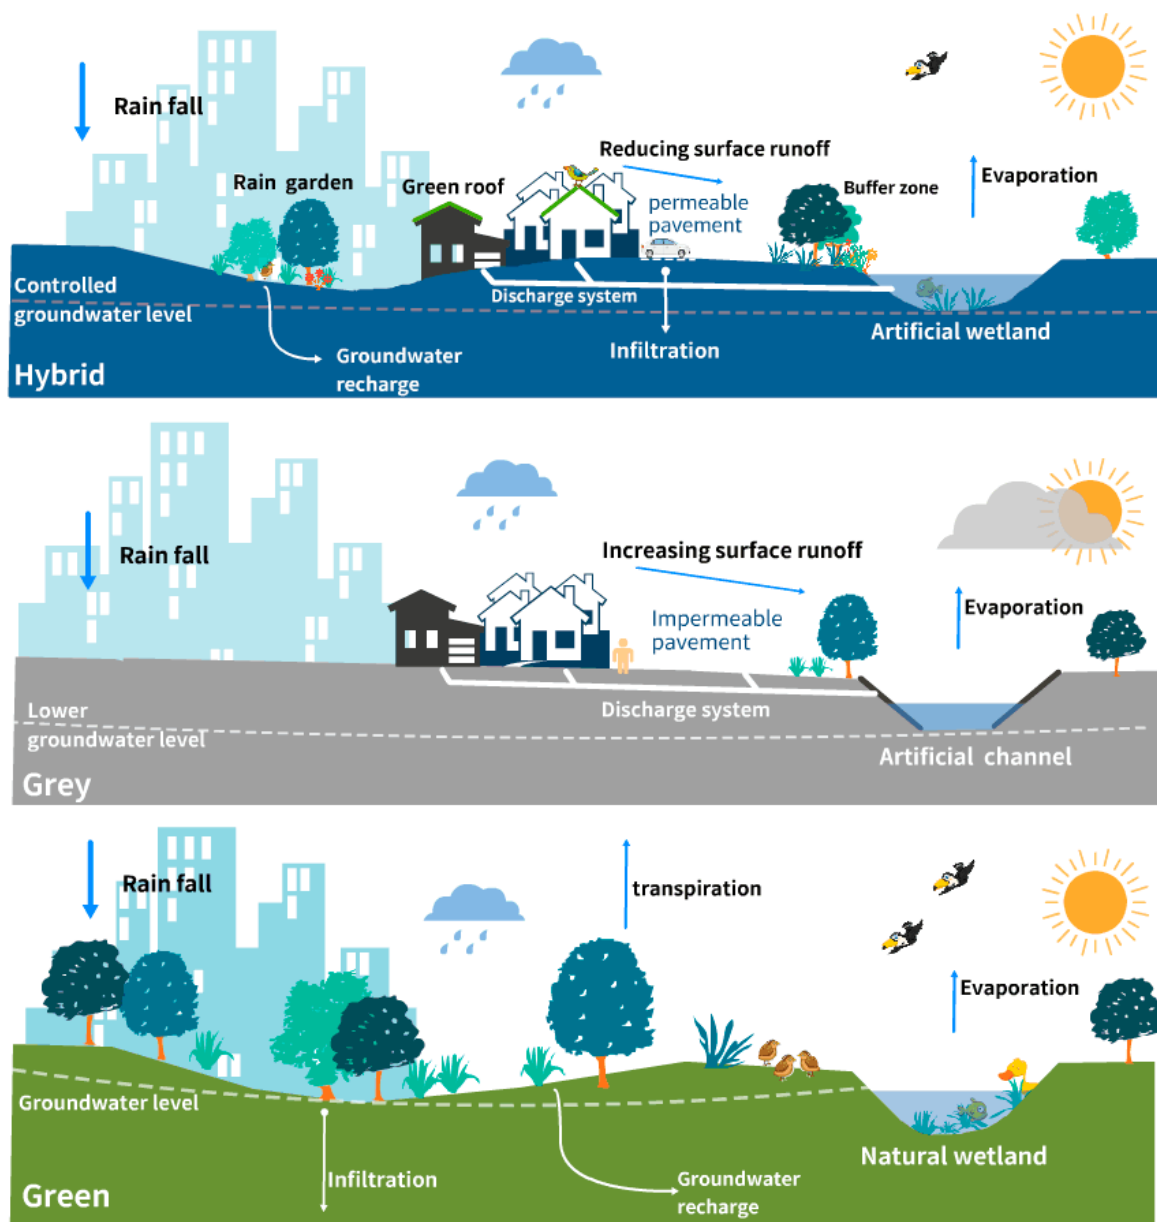 Rain fall
Rain garden
Green roof
Reducing surface runoff
permeable
pavement
Buffer zone
Evaporation
Controlled
groundwater level
Discharge system
Infiltration
Artificial wetland
Groundwater
recharge
Hybrid
Rain fall
Increasing surface runoff
Impermeable
pavement
Evaporation
Lower
groundwater level
Discharge system
Artificial channel
Grey
Rain fall
transpiration
Evaporation
Groundwater level
Infiltration
Groundwater
recharge
Natural wetland
Green